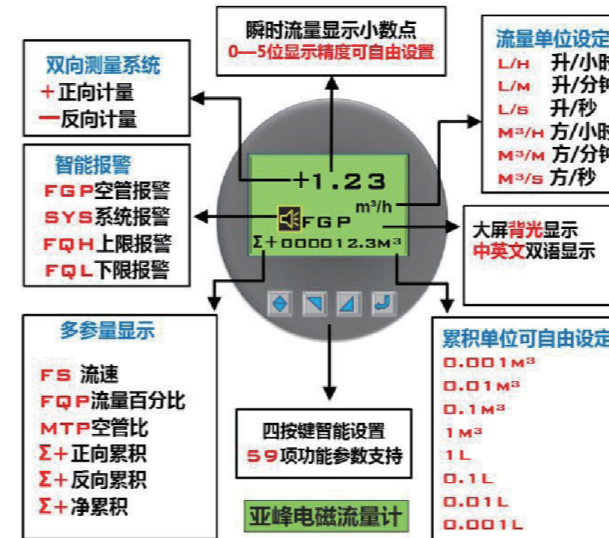 瞬时流量显示小数点
0—5位显示精度可自由设置
双向测量系统
+正向计量
—反向计量
流量单位设定
L/H 升/小时
L/M 升/分钟
L/S 升/秒
M³/H 方/小时
M³/M 方/分钟
M³/S 方/秒
智能报警
FGP空管报警
SYS系统报警
FQH上限报警
FQL下限报警
+1.23
m³/h
FGP
Σ+000012.3M³
大屏背光显示
中英文双语显示
多参量显示
FS 流速
FQP流量百分比
MTP空管比
Σ+正向累积
Σ+反向累积
Σ+净累积
累积单位可自由设定
0.001M³
0.01M³
0.1M³
1M³
1L
0.1L
0.01L
0.001L
四按键智能设置
59项功能参数支持
亚峰电磁流量计